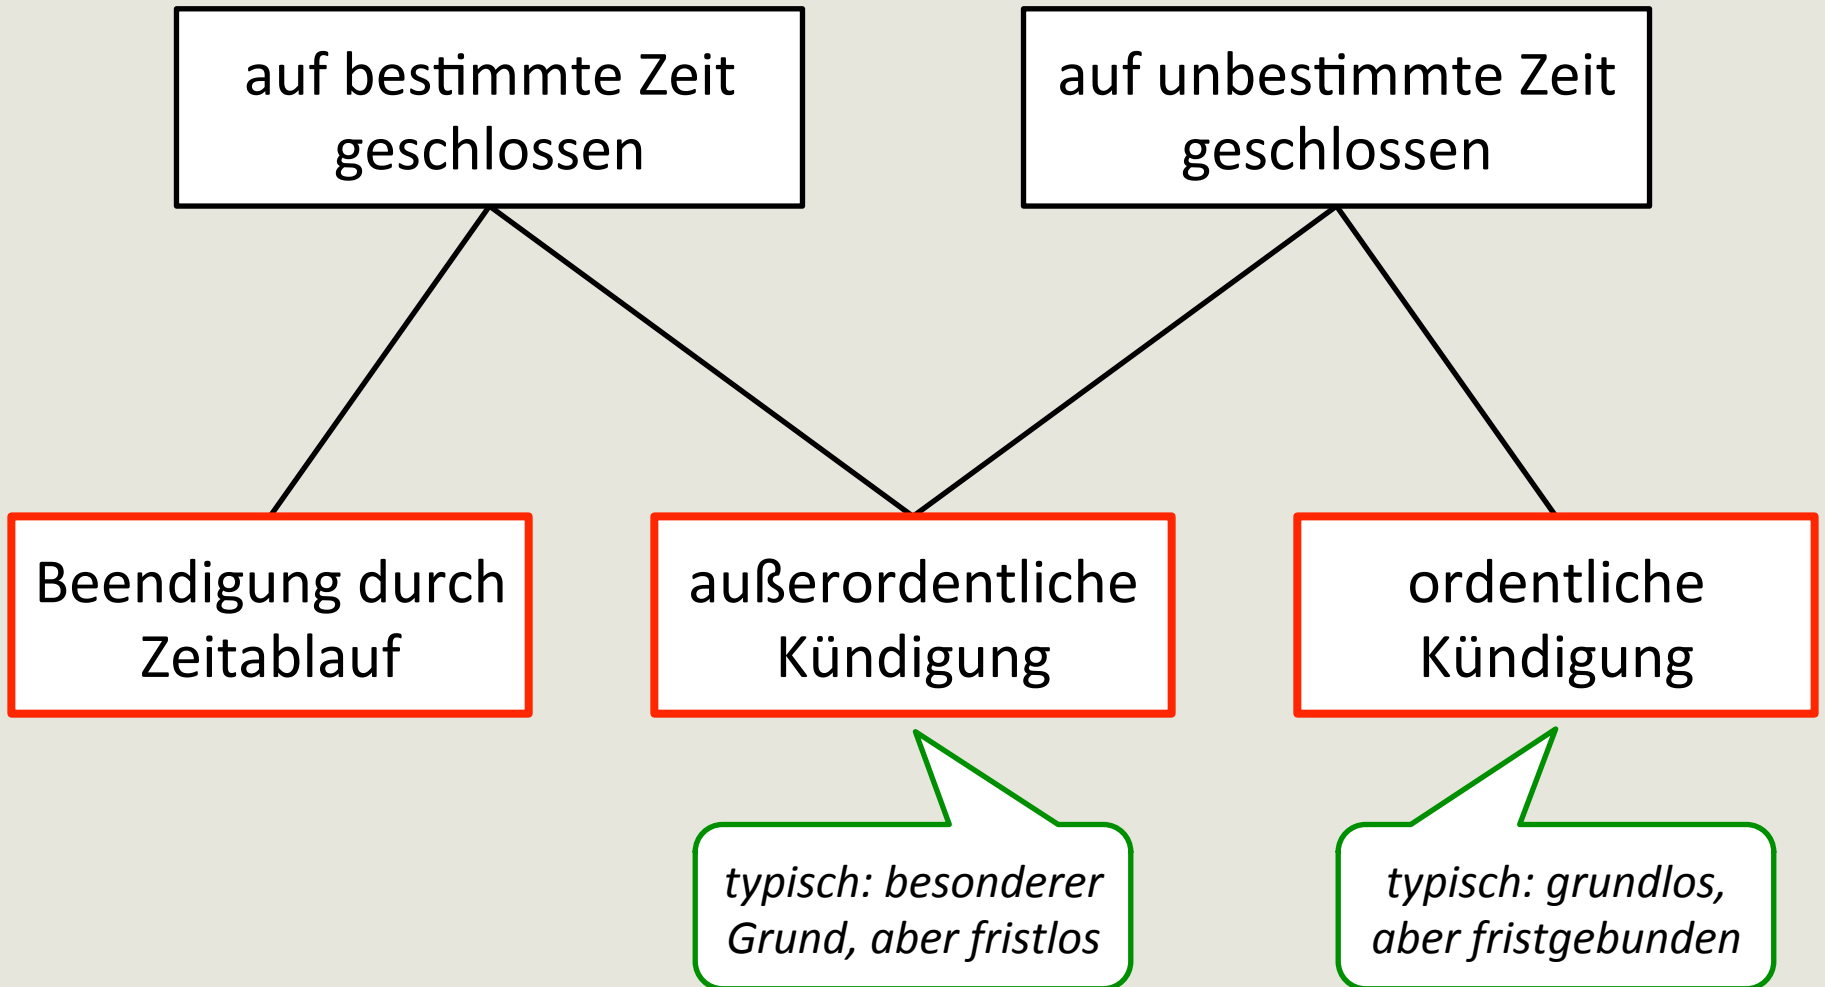 auf bestimmte Zeit
geschlossen
auf unbestimmte Zeit
geschlossen
Beendigung durch
Zeitablauf
außerordentliche
Kündigung
ordentliche
Kündigung
typisch: besonderer
Grund, aber fristlos
typisch: grundlos,
aber fristgebunden